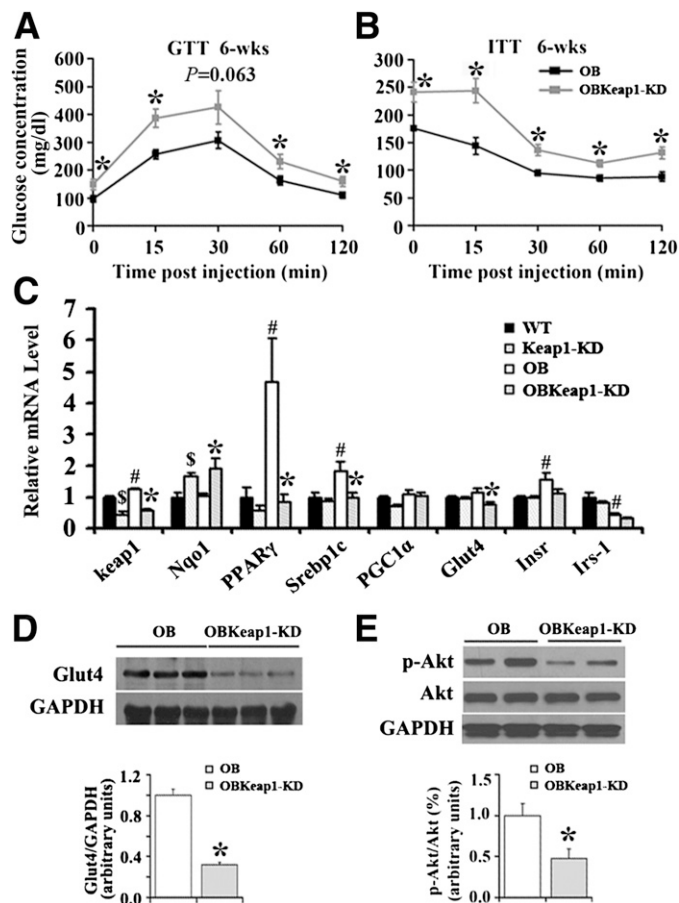 A
GTT 6-wks
P=0.063
Glucose concentration
(mg/dl)
600
500
400
300
200
100
0
* * * *
0 15 30 60 120
Time post injection (min)
B
ITT 6-wks
OB
OBKeap1-KD
300
250
200
150
100
50
0
* * * * *
0 15 30 60 120
Time post injection (min)
C
Relative mRNA Level
7
6
5
4
3
2
1
0
WT
Keap1-KD
OB
OBKeap1-KD
$ # * $ * # * # * * # #
keap1 Nqo1 PPARγ Srebp1c PGC1α Glut4 Insr Irs-1
D
OB OBKeap1-KD
Glut4
GAPDH
OB
OBKeap1-KD
Glut4/GAPDH
(arbitrary units)
1.2
0.8
0.4
0.0
*
E
OB OBKeap1-KD
p-Akt
Akt
GAPDH
OB
OBKeap1-KD
p-Akt/Akt (%)
(arbitrary units)
1.5
1.0
0.5
0.0
*